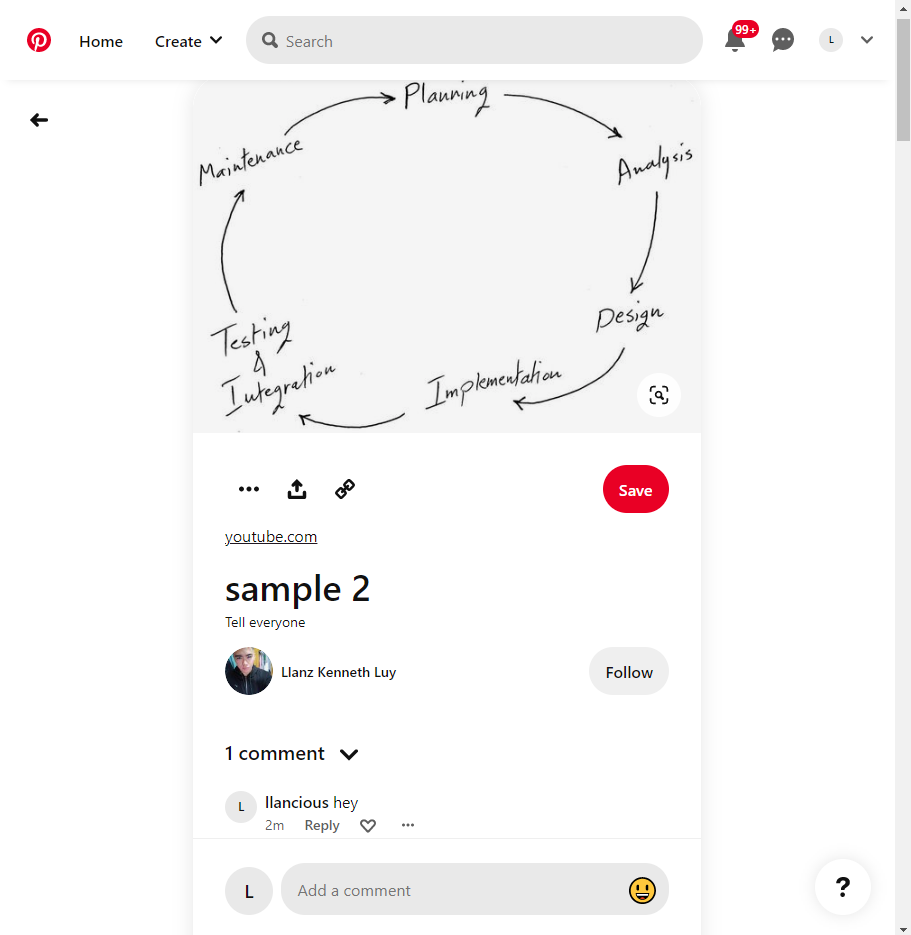 Home
Create
Search
99+
L
Planning
Maintenance
Analysis
Design
Testing
&
Integration
Implementation
Save
youtube.com
sample 2
Tell everyone
Llanz Kenneth Luy
Follow
1 comment
L
llancious hey
2m Reply
L
Add a comment
?